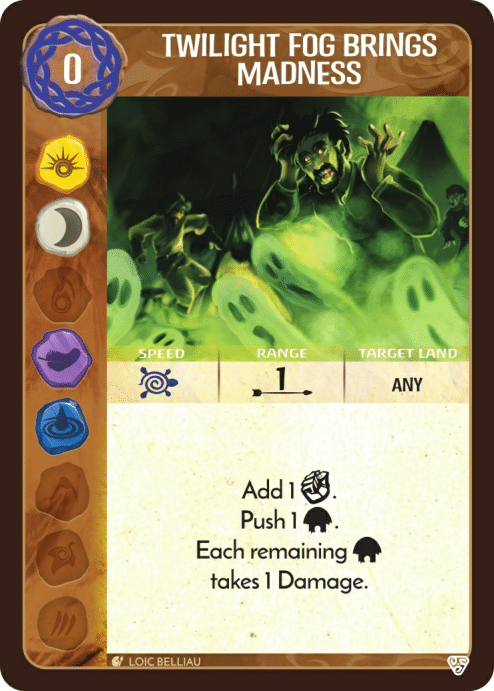 0
TWILIGHT FOG BRINGS
MADNESS
SPEED
RANGE
TARGET LAND
1
ANY
Add 1 .
Push 1 .
Each remaining
takes 1 Damage.
LOIC BELLIAU